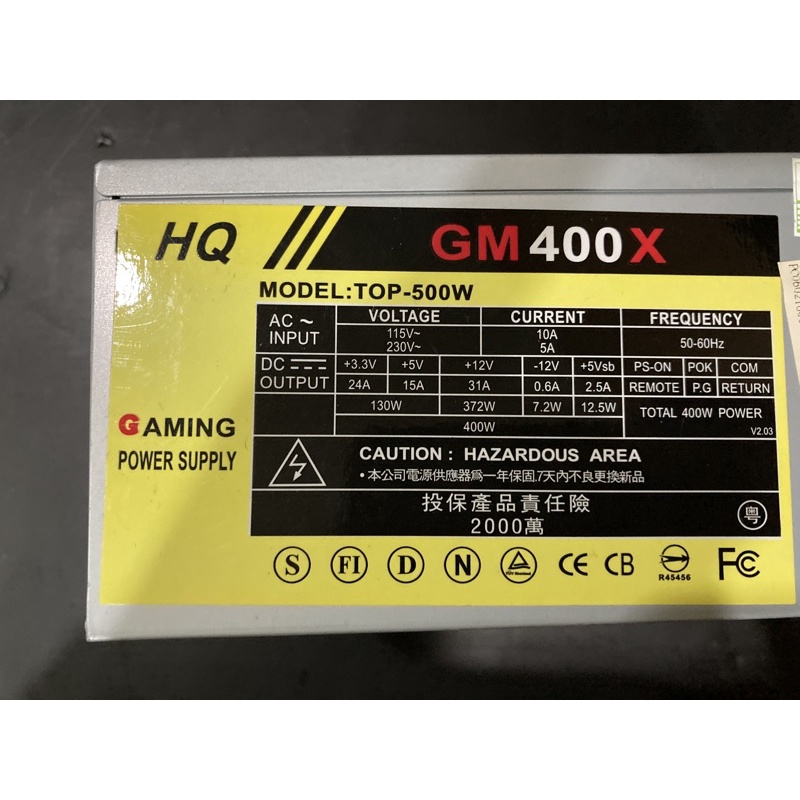 HQ
GM 400 X
MODEL:TOP-500W
AC ~ INPUT VOLTAGE CURRENT FREQUENCY
115V~ 10A 50-60Hz
230V~ 5A
DC OUTPUT +3.3V +5V +12V -12V +5Vsb PS-ON POK COM
24A 15A 31A 0.6A 2.5A REMOTE P.G RETURN
130W 372W 7.2W 12.5W TOTAL 400W POWER
400W V2.03
GAMING
POWER SUPPLY
CAUTION : HAZARDOUS AREA
•本公司電源供應器爲一年保固,7天內不良更換新品
投保產品責任險
2000萬
粤
S FI D N CE CB FC
R45456